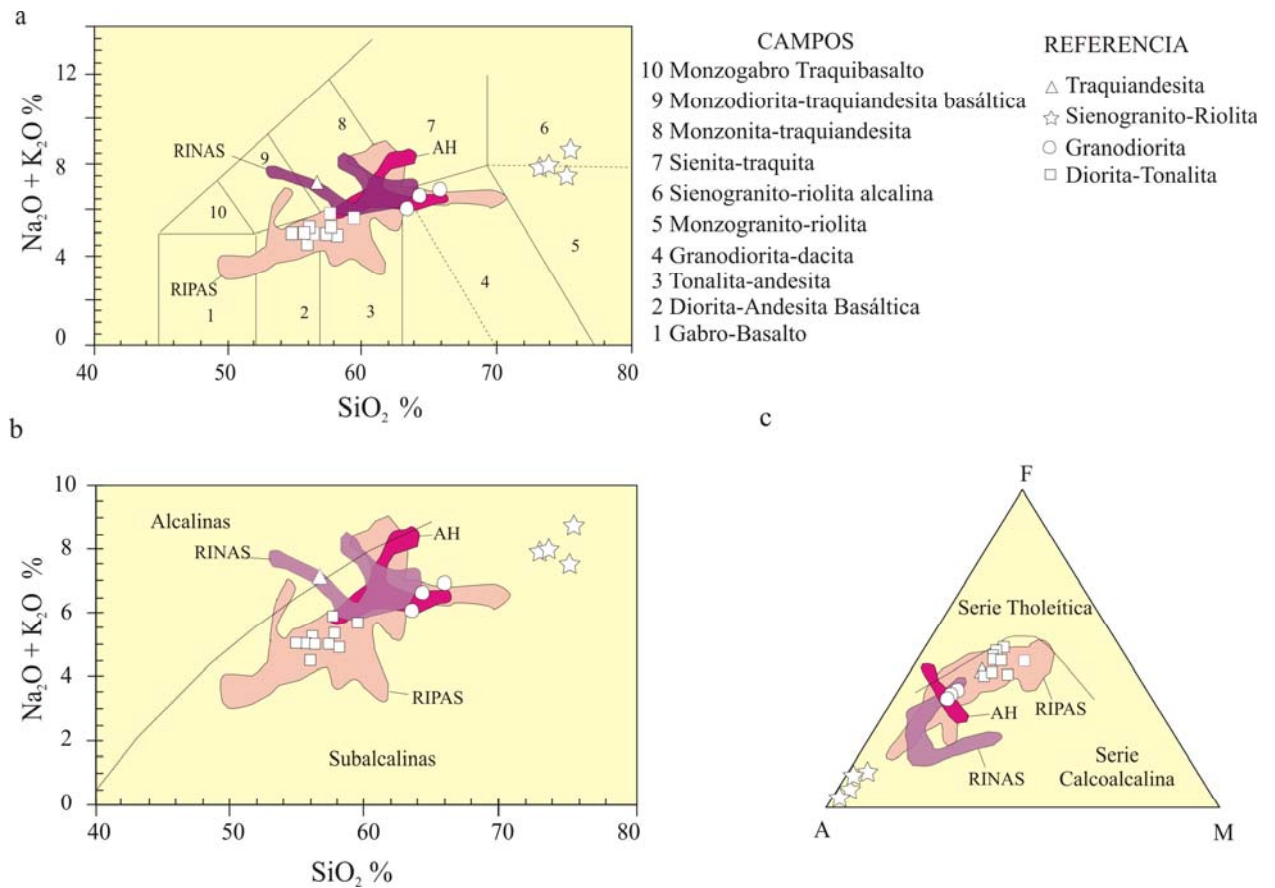 a
Na₂O + K₂O %
12
8
4
0
40
50
60
70
80
SiO₂ %
RINAS
RIPAS
AH
1
2
3
4
5
6
7
8
9
10
CAMPOS
10 Monzogabro Traquibasalto
9 Monzodiorita-traquiandesita basáltica
8 Monzonita-traquiandesita
7 Sienita-traquita
6 Sienogranito-riolita alcalina
5 Monzogranito-riolita
4 Granodiorita-dacita
3 Tonalita-andesita
2 Diorita-Andesita Basáltica
1 Gabro-Basalto
REFERENCIA
Traquiandesita
Sienogranito-Riolita
Granodiorita
Diorita-Tonalita
b
Na₂O + K₂O %
10
8
6
4
2
0
40
50
60
70
80
SiO₂ %
Alcalinas
RINAS
AH
RIPAS
Subalcalinas
c
F
Serie Tholeítica
AH
RIPAS
RINAS
Serie
Calcoalcalina
A
M